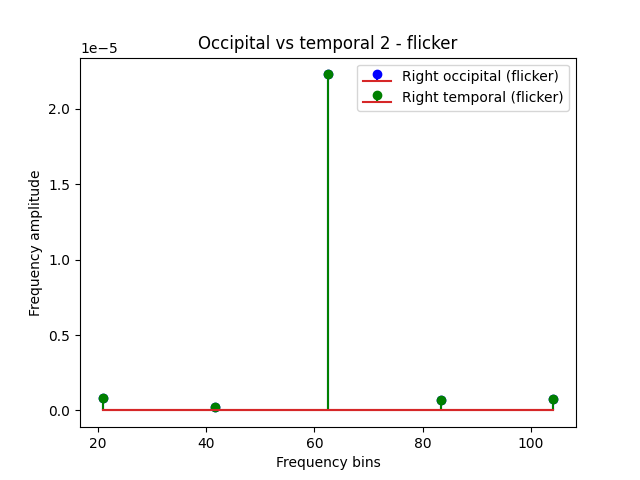 Occipital vs temporal 2 - flicker
1e−5
Right occipital (flicker)
Right temporal (flicker)
2.0
1.5
1.0
0.5
0.0
Frequency amplitude
20 40 60 80 100
Frequency bins